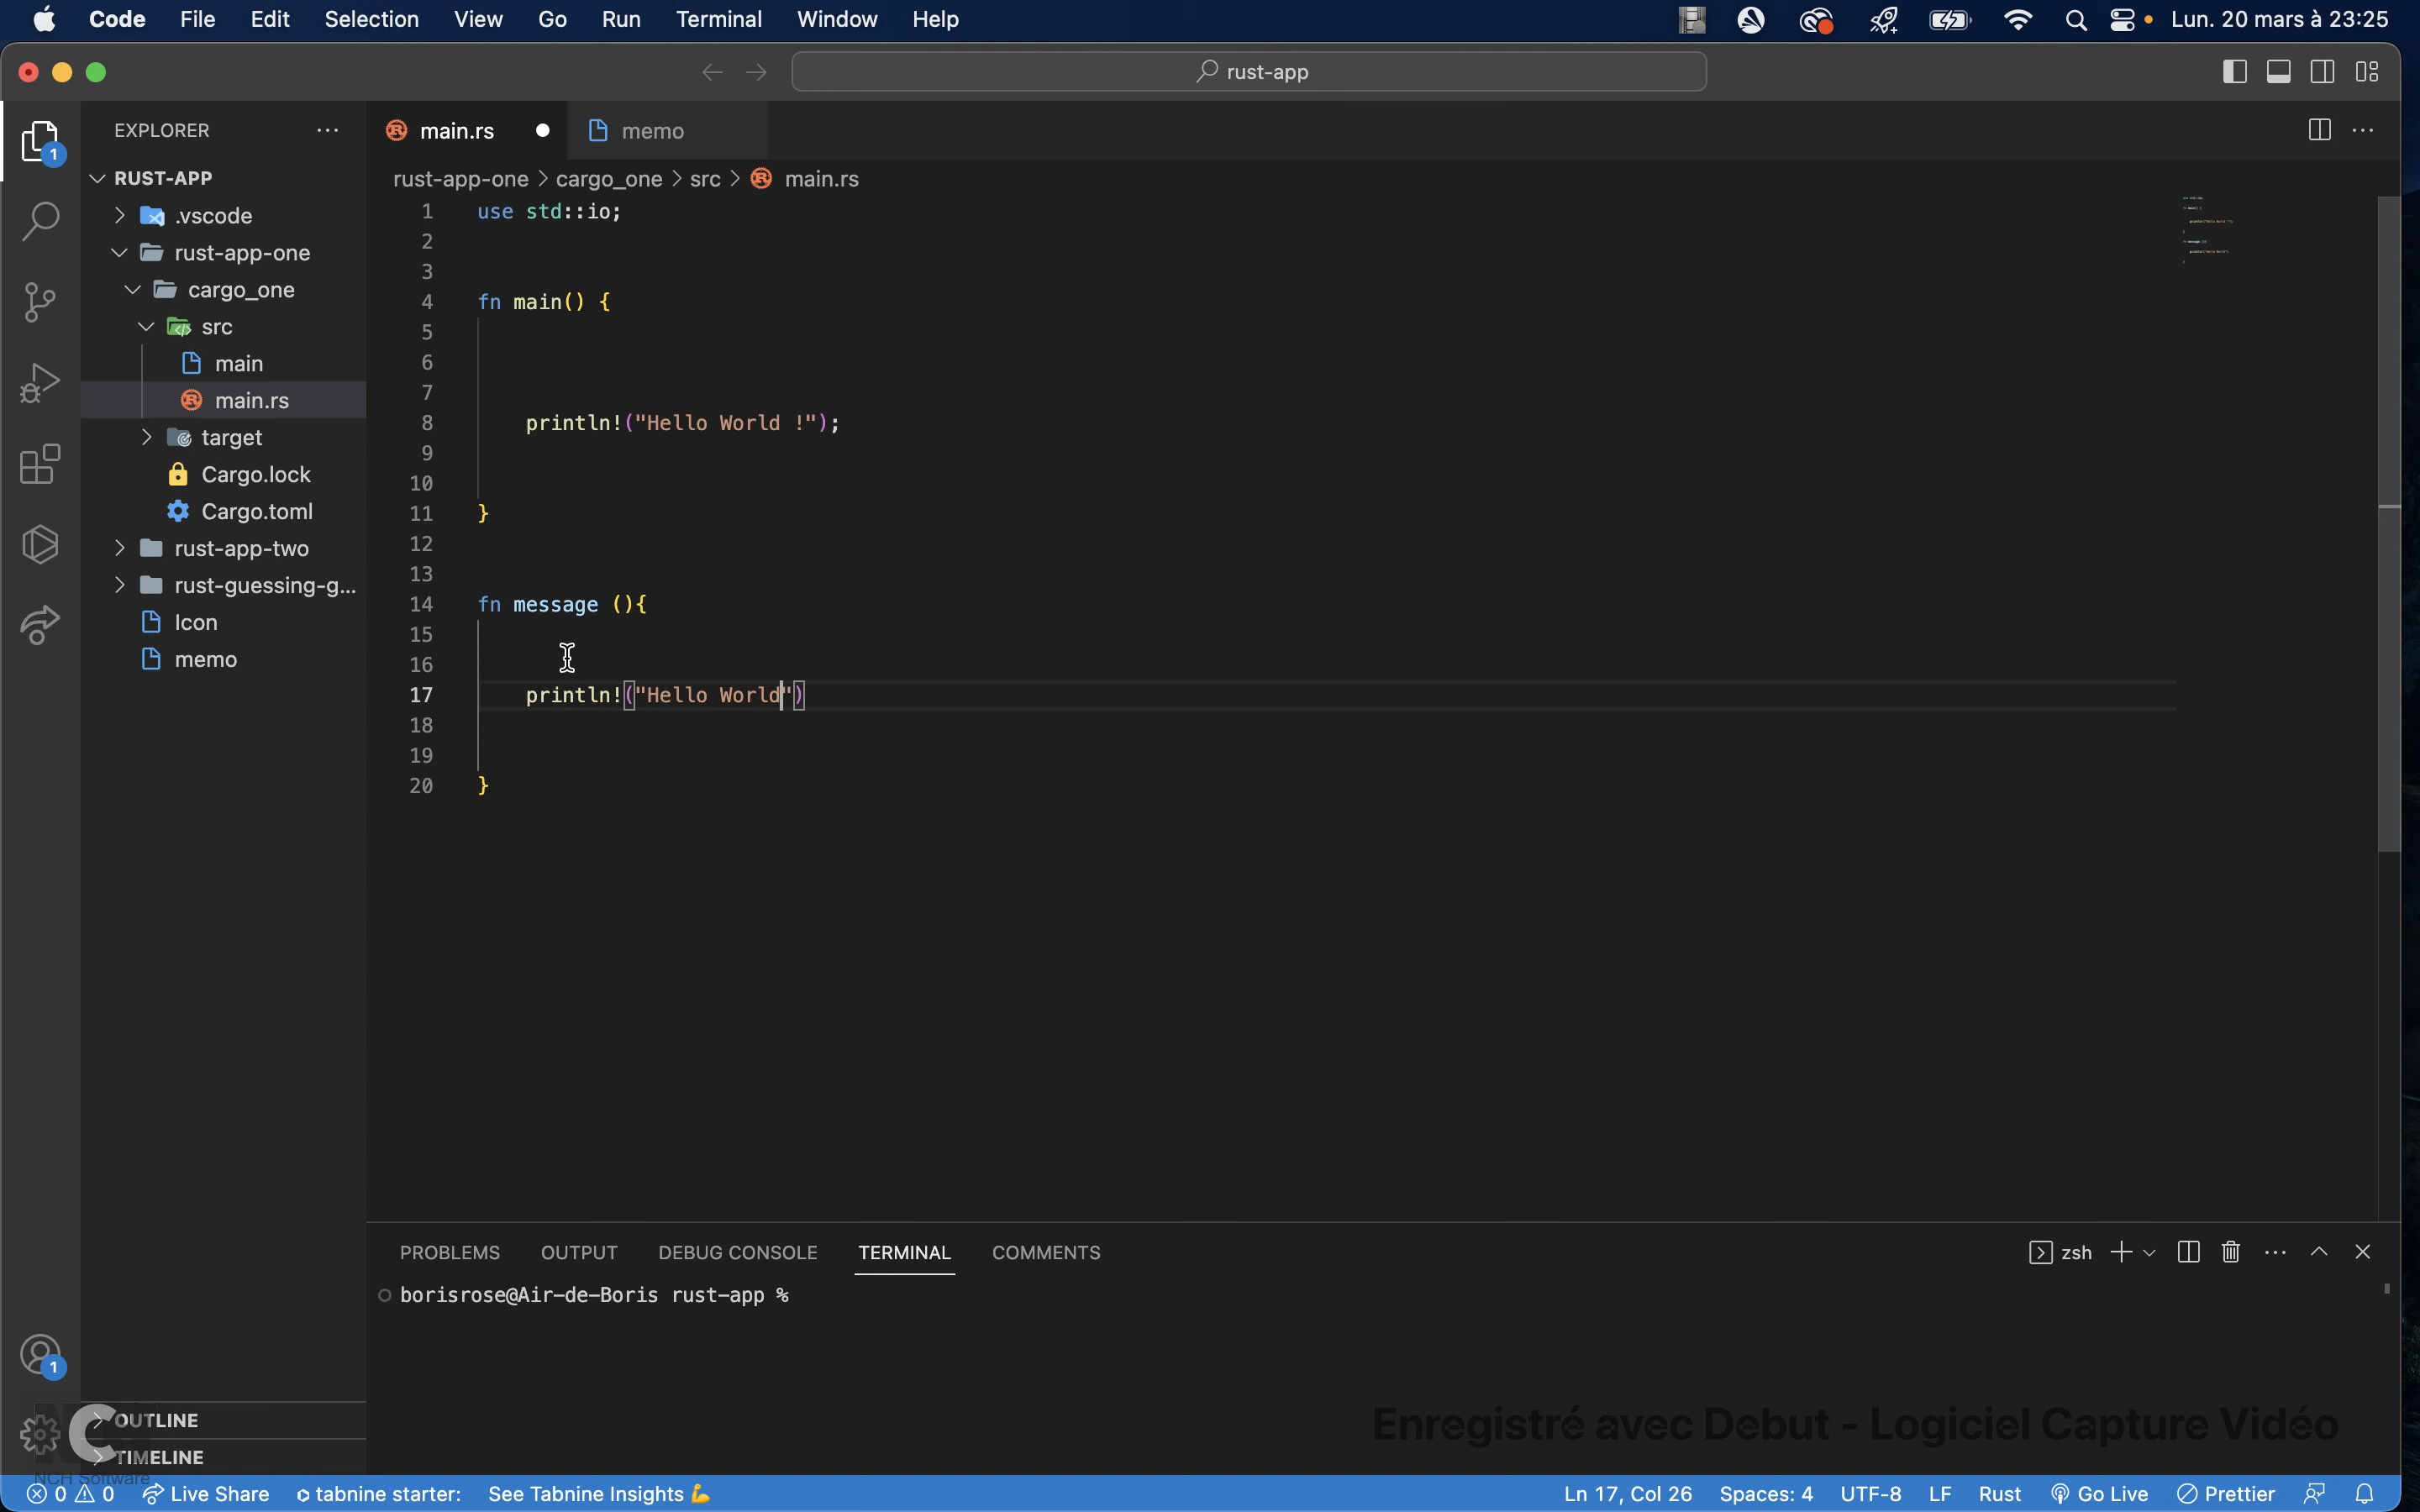 Code File Edit Selection View Go Run Terminal Window Help Lun. 20 mars à 23:25
rust-app
EXPLORER
main.rs memo
RUST-APP
rust-app-one > cargo_one > src > main.rs
.vscode
rust-app-one
cargo_one
src
main
main.rs
target
Cargo.lock
Cargo.toml
rust-app-two
rust-guessing-g...
Icon
memo
1 use std::io;
2
3
4 fn main() {
5
6
7
8 println!("Hello World !");
9
10
11 }
12
13
14 fn message (){
15
16
17 println!("Hello World")
18
19
20 }
PROBLEMS OUTPUT DEBUG CONSOLE TERMINAL COMMENTS
zsh
borisrose@Air-de-Boris rust-app %
1
1
OUTLINE
TIMELINE
NCH Software
Enregistré avec Debut - Logiciel Capture Vidéo
0 0 Live Share tabnine starter: See Tabnine Insights Ln 17, Col 26 Spaces: 4 UTF-8 LF Rust Go Live Prettier